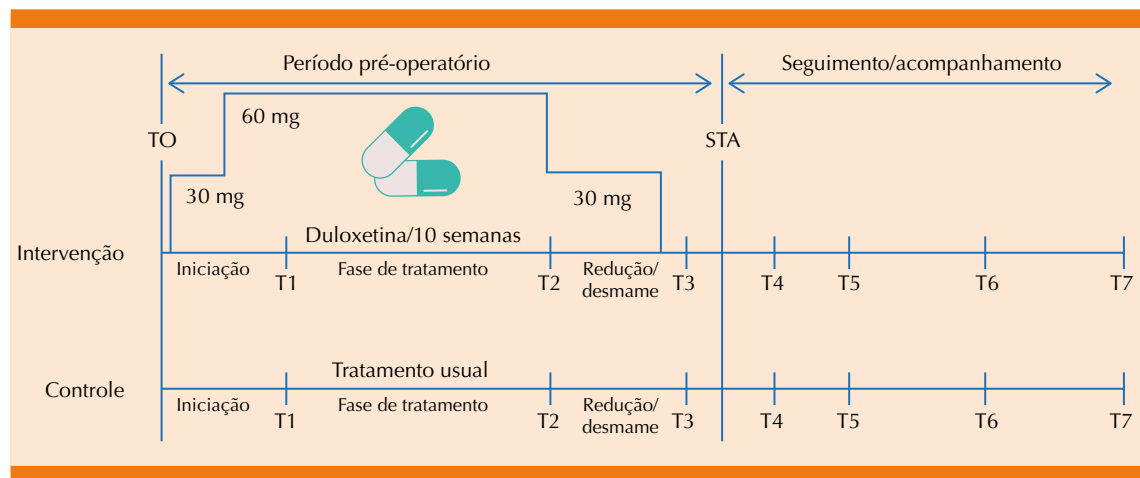 Período pré-operatório
Seguimento/acompanhamento
60 mg
TO
STA
30 mg
30 mg
Intervenção
Duloxetina/10 semanas
Iniciação
T1
Fase de tratamento
T2
Redução/
desmame
T3
T4
T5
T6
T7
Controle
Tratamento usual
Iniciação
T1
Fase de tratamento
T2
Redução/
desmame
T3
T4
T5
T6
T7